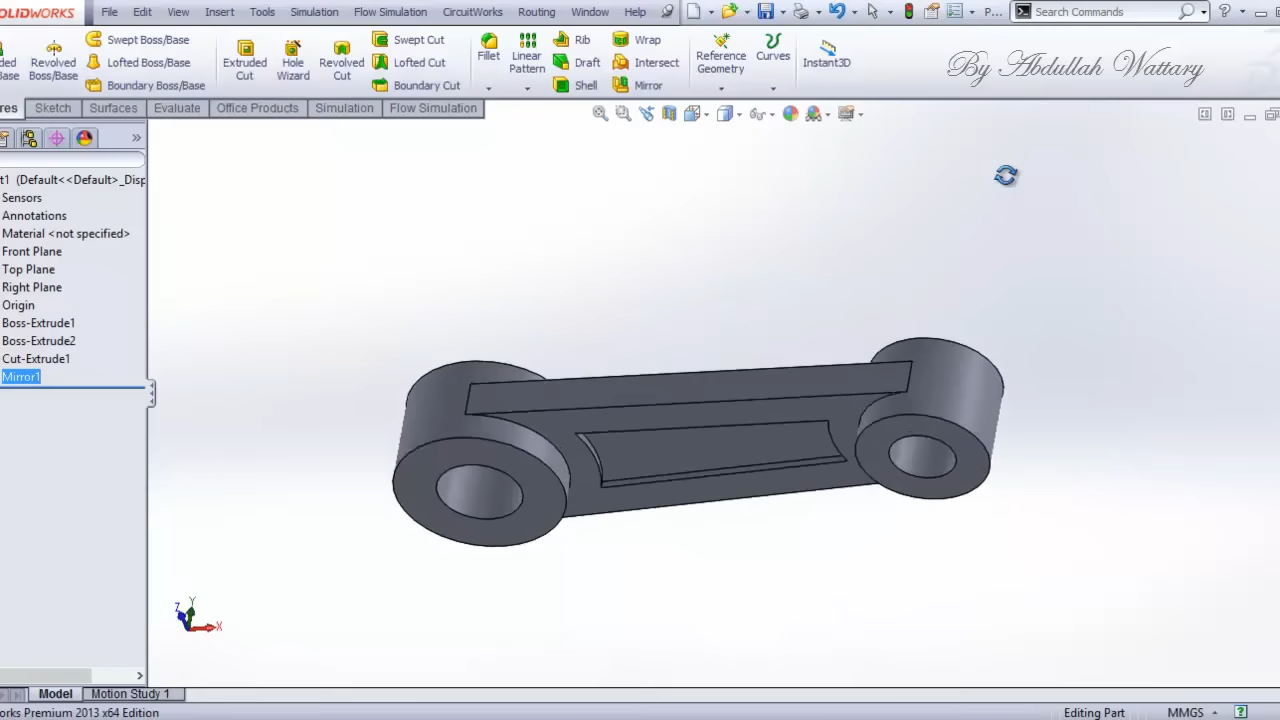 SOLIDWORKS File Edit View Insert Tools Simulation Flow Simulation CircuitWorks Routing Window Help P... Search Commands
Swept Boss/Base Swept Cut Rib Wrap
Revolved Boss/Base Lofted Boss/Base Extruded Cut Hole Wizard Revolved Cut Lofted Cut Fillet Linear Pattern Draft Intersect Reference Geometry Curves Instant3D
Boundary Boss/Base Boundary Cut Shell Mirror
By Abdullah Wattary
res Sketch Surfaces Evaluate Office Products Simulation Flow Simulation
t1 (Default<<Default>_Disp
Sensors
Annotations
Material <not specified>
Front Plane
Top Plane
Right Plane
Origin
Boss-Extrude1
Boss-Extrude2
Cut-Extrude1
Mirror1
Y
Z
X
Model Motion Study 1
orks Premium 2013 x64 Edition Editing Part MMGS